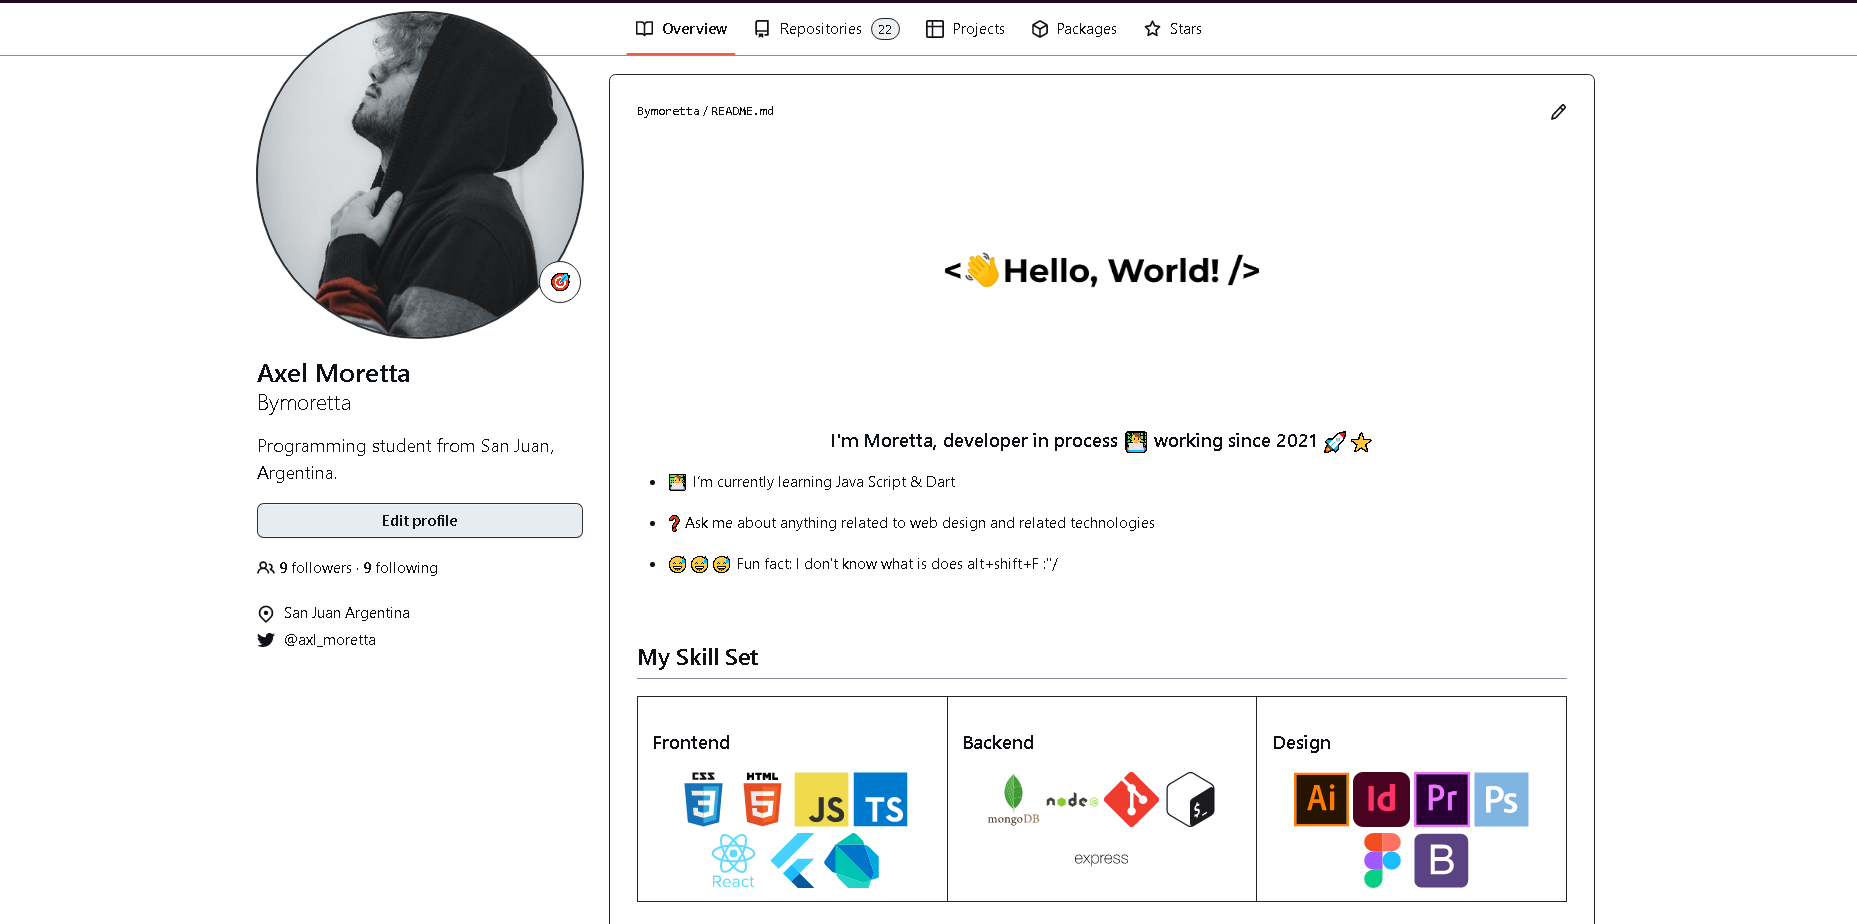 Overview Repositories 22 Projects Packages Stars
Bymoretta / README.md
<👋Hello, World! />
Axel Moretta
Bymoretta
Programming student from San Juan,
Argentina.
Edit profile
9 followers · 9 following
San Juan Argentina
@axl_moretta
I'm Moretta, developer in process 👨‍💻 working since 2021 🚀⭐
• 👨‍💻 I'm currently learning Java Script & Dart
• ❓Ask me about anything related to web design and related technologies
• 😅😅😅 Fun fact: I don't know what is does alt+shift+F :"/
My Skill Set
Frontend
CSS 3 HTML 5 JS TS
React
Backend
mongoDB node JS $_
express
Design
Ai Id Pr Ps
B